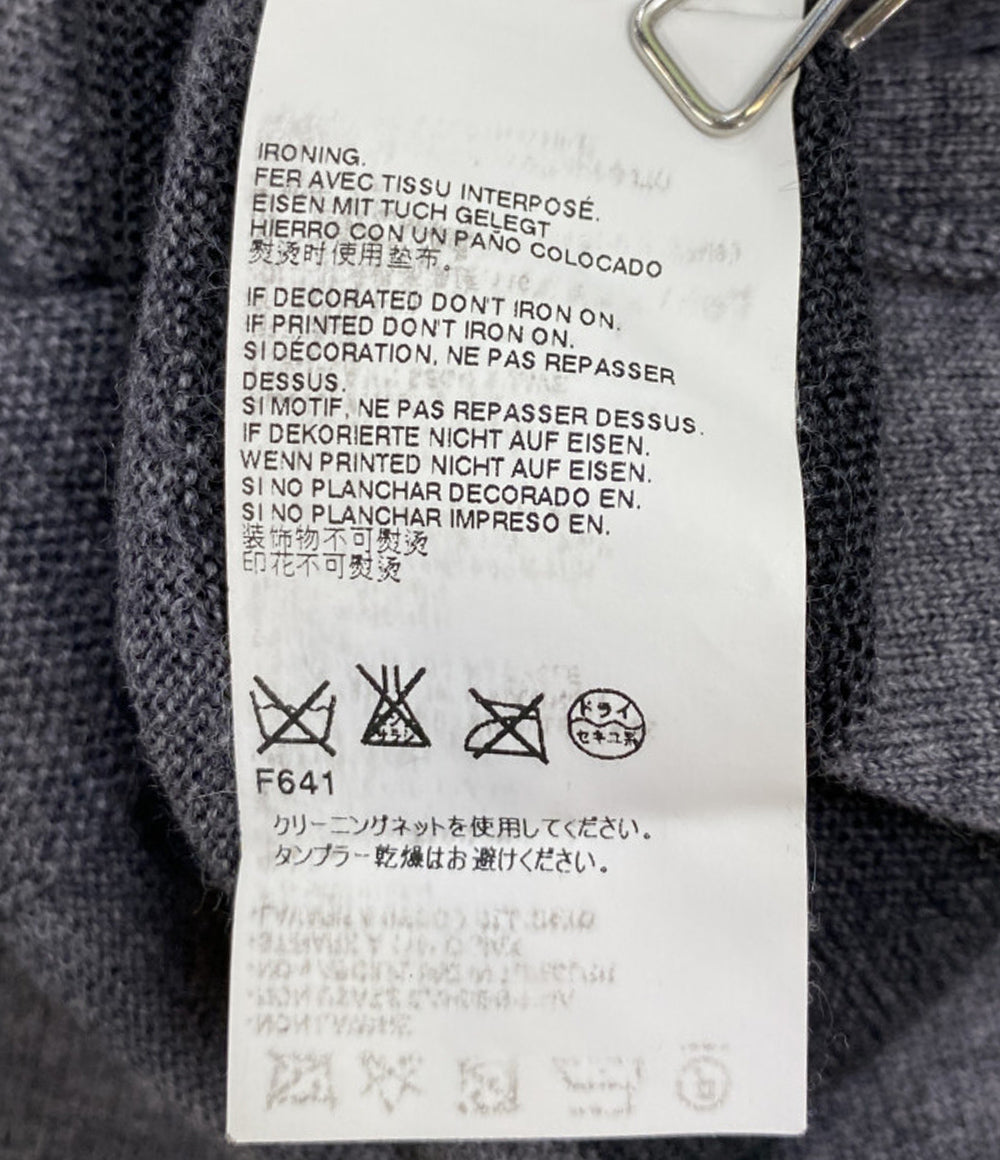 IRONING.
FER AVEC TISSU INTERPOSÉ.
EISEN MIT TUCH GELEGT
HIERRO CON UN PAÑO COLOCADO
熨烫时使用垫布。
IF DECORATED DON'T IRON ON.
IF PRINTED DON'T IRON ON.
SI DÉCORATION, NE PAS REPASSER
DESSUS.
SI MOTIF, NE PAS REPASSER DESSUS.
IF DEKORIERTE NICHT AUF EISEN.
WENN PRINTED NICHT AUF EISEN.
SI NO PLANCHAR DECORADO EN.
SI NO PLANCHAR IMPRESO EN.
装饰物不可熨烫
印花不可熨烫
ドライ
セキユ系
F641
クリーニングネットを使用してください。
タンブラー乾燥はお避けください。